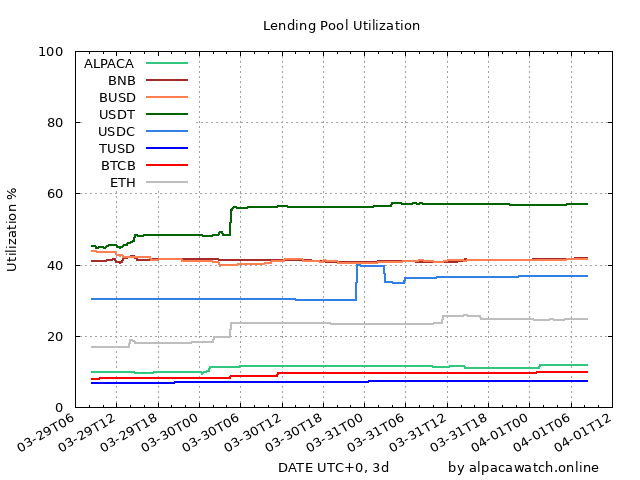 Lending Pool Utilization
100
80
60
40
20
0
Utilization %
ALPACA
BNB
BUSD
USDT
USDC
TUSD
BTCB
ETH
03-29T06
03-29T12
03-29T18
03-30T00
03-30T06
03-30T12
03-30T18
03-31T00
03-31T06
03-31T12
03-31T18
04-01T00
04-01T06
04-01T12
DATE UTC+0, 3d
by alpacawatch.online